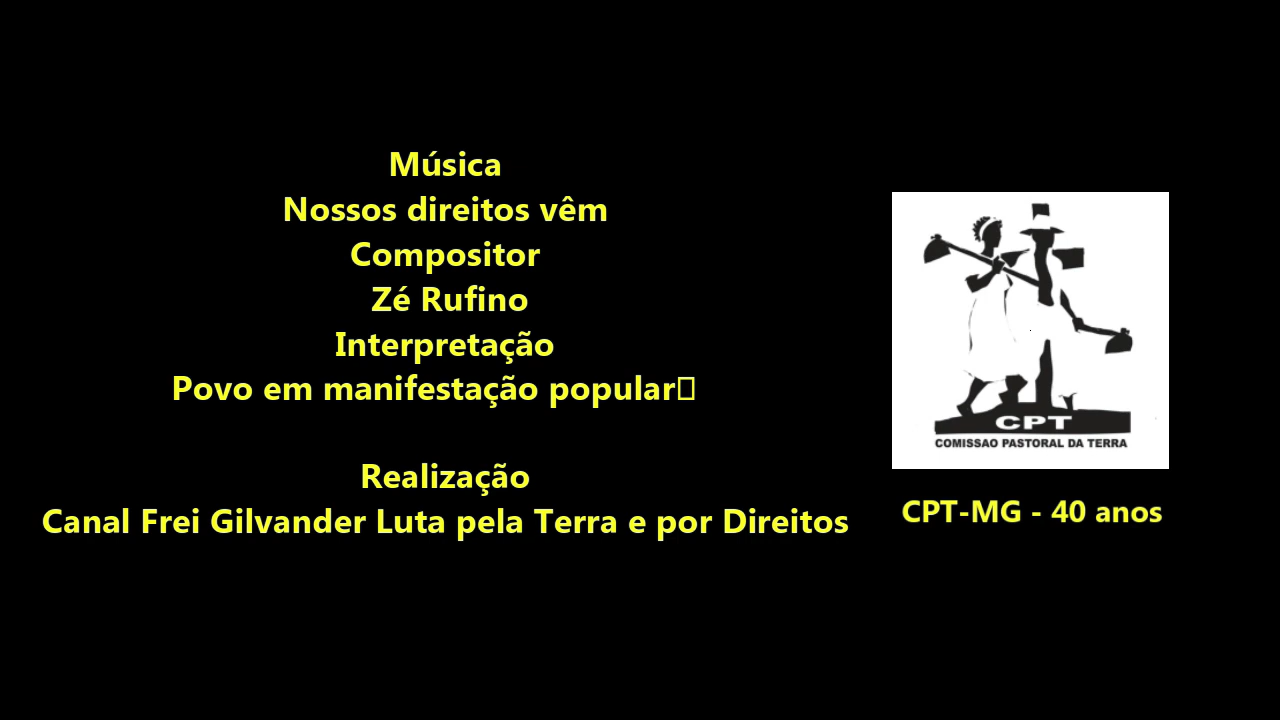 Música
Nossos direitos vêm
Compositor
Zé Rufino
Interpretação
Povo em manifestação popular
Realização
Canal Frei Gilvander Luta pela Terra e por Direitos
CPT
COMISSAO PASTORAL DA TERRA
CPT-MG - 40 anos